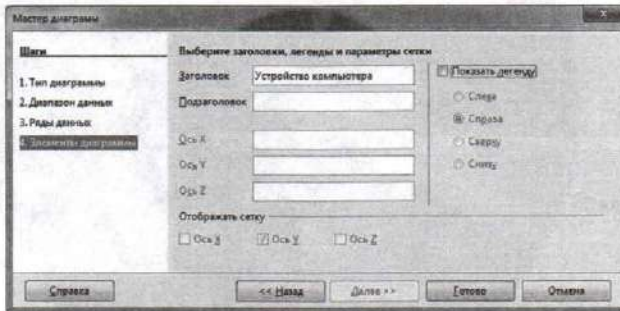 Мастер диаграммы
Шаги
1. Тип диаграммы
2. Диапазон данных
3. Ряды данных
4. Элементы диаграммы
Выберите заголовки, легенды и параметры сетки
Заголовок Устройство компьютера
Подзаголовок
Ось X
Ось Y
Ось Z
Показать легенду
Слева
Справа
Сверху
Снизу
Отображать сетку
Ось X Ось Y Ось Z
Справка << Назад Далее >> Готово Отмена